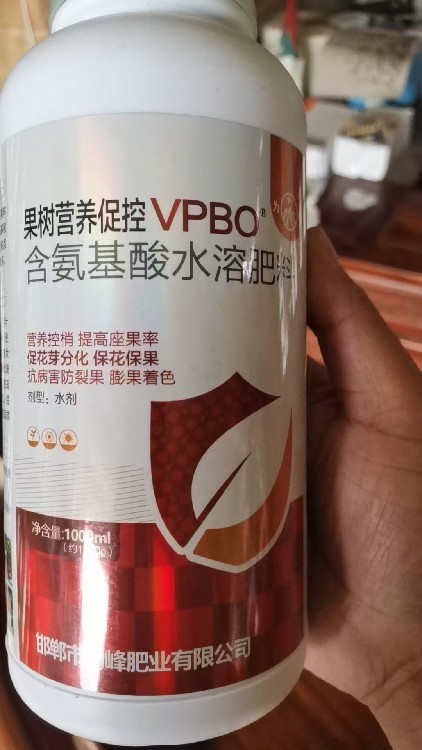 果树营养促控 VPBO®
含氨基酸水溶肥料
营养控梢 提高座果率
促花芽分化 保花保果
抗病害防裂果 膨果着色
剂型：水剂
净含量:1000ml
邯郸市 峰肥业有限公司